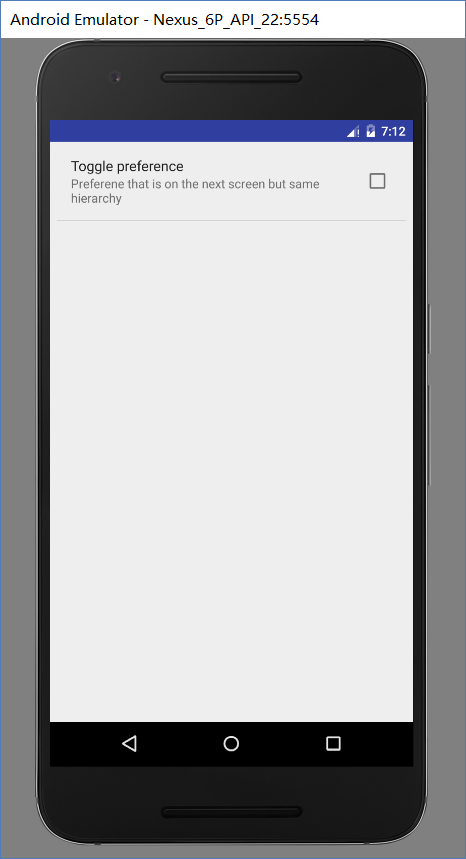 Android Emulator - Nexus_6P_API_22:5554
7:12
Toggle preference
Preferene that is on the next screen but same
hierarchy